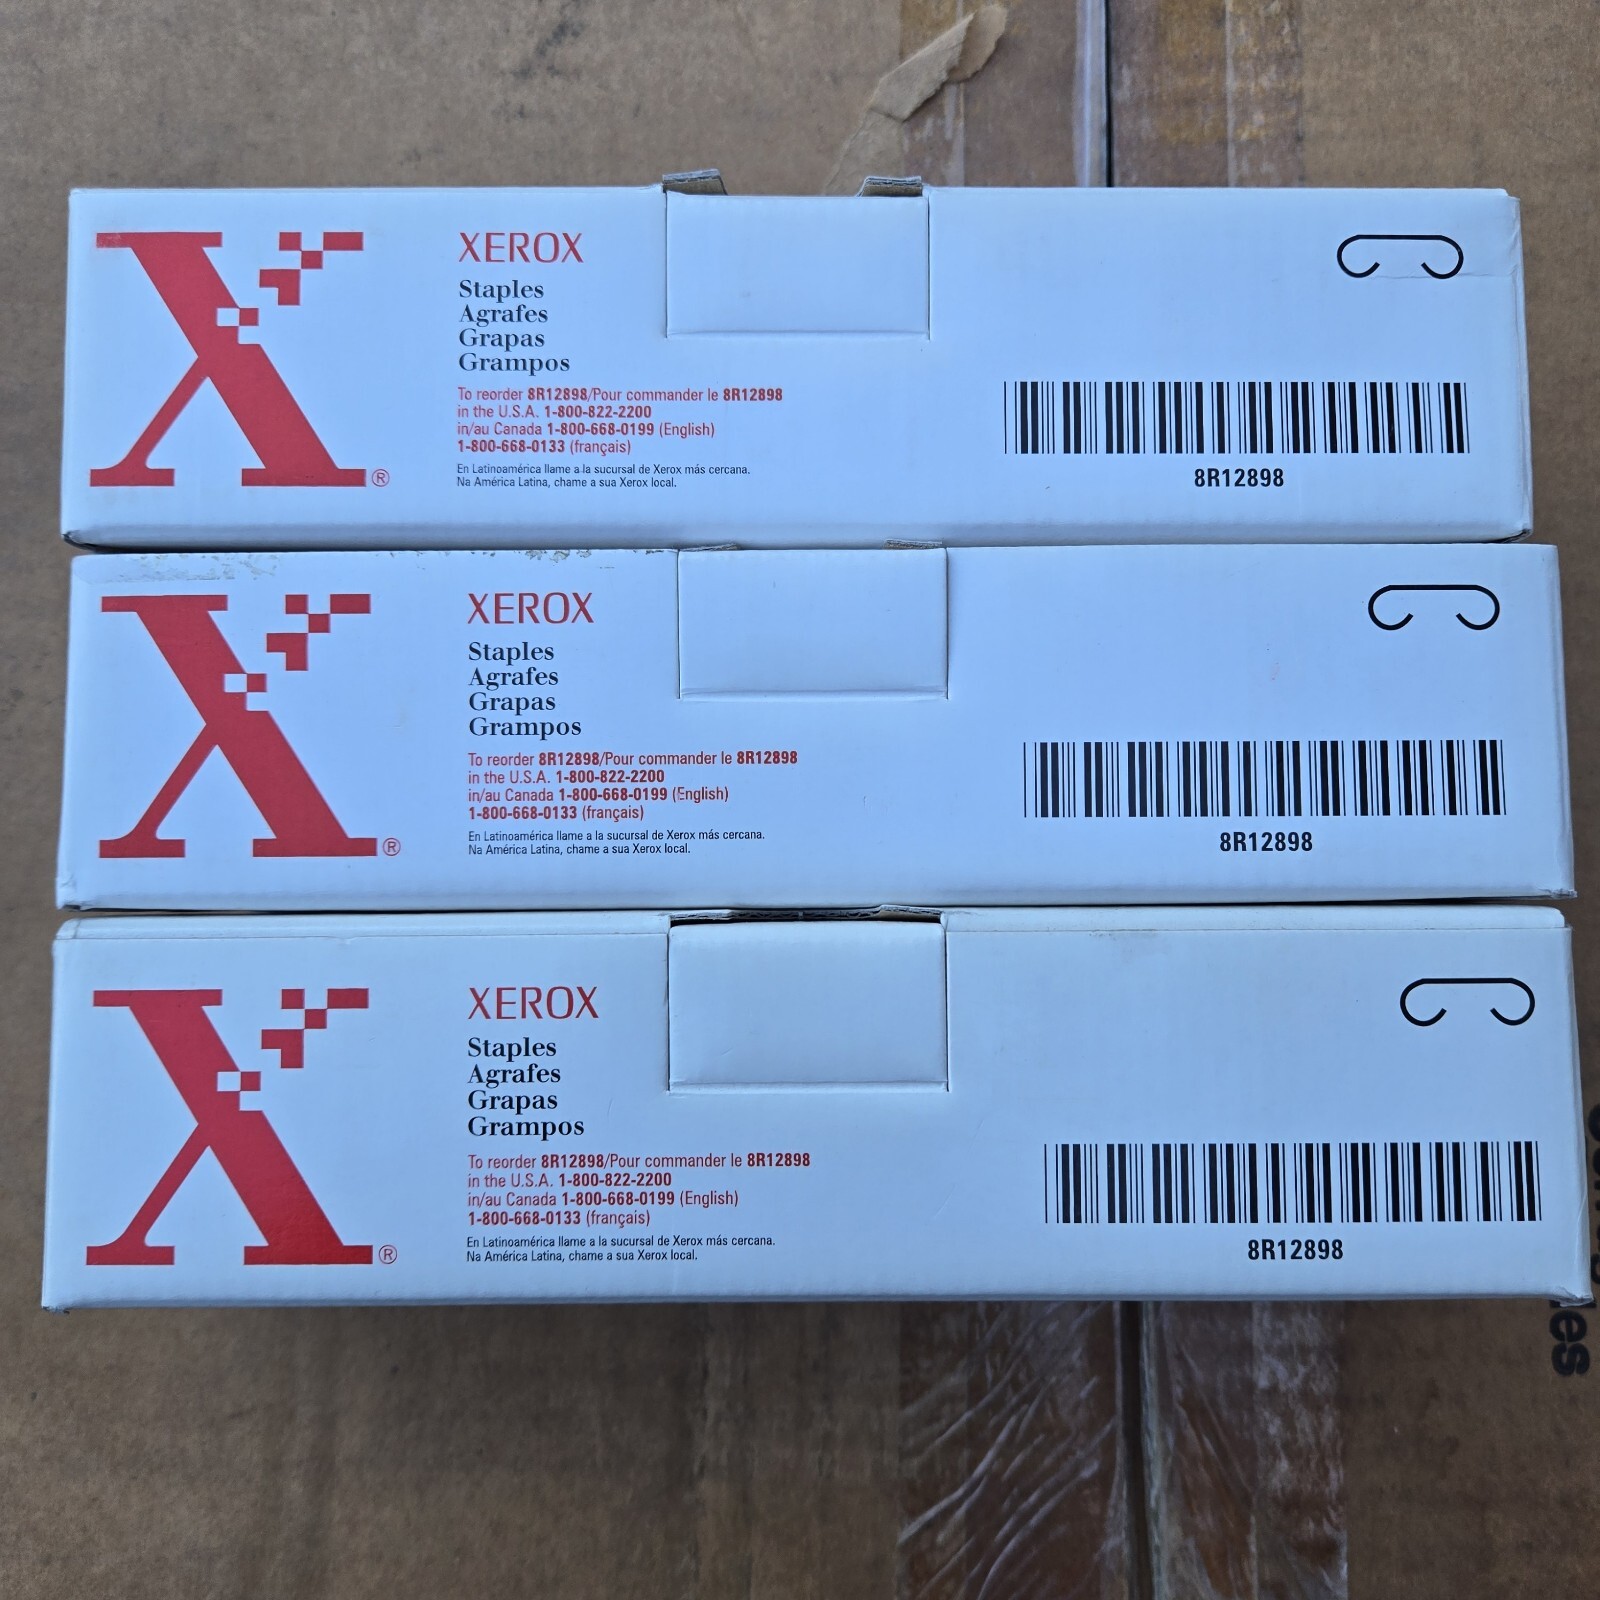 XEROX
Staples
Agrafes
Grapas
Grampos
To reorder 8R12898/Pour commander le 8R12898
in the U.S.A. 1-800-822-2200
in/au Canada 1-800-668-0199 (English)
1-800-668-0133 (français)
En Latinoamérica llame a la sucursal de Xerox más cercana.
Na América Latina, chame a sua Xerox local.
8R12898
X®
XEROX
Staples
Agrafes
Grapas
Grampos
To reorder 8R12898/Pour commander le 8R12898
in the U.S.A. 1-800-822-2200
in/au Canada 1-800-668-0199 (English)
1-800-668-0133 (français)
En Latinoamérica llame a la sucursal de Xerox más cercana.
Na América Latina, chame a sua Xerox local.
8R12898
X®
XEROX
Staples
Agrafes
Grapas
Grampos
To reorder 8R12898/Pour commander le 8R12898
in the U.S.A. 1-800-822-2200
in/au Canada 1-800-668-0199 (English)
1-800-668-0133 (français)
En Latinoamérica llame a la sucursal de Xerox más cercana.
Na América Latina, chame a sua Xerox local.
8R12898
X®